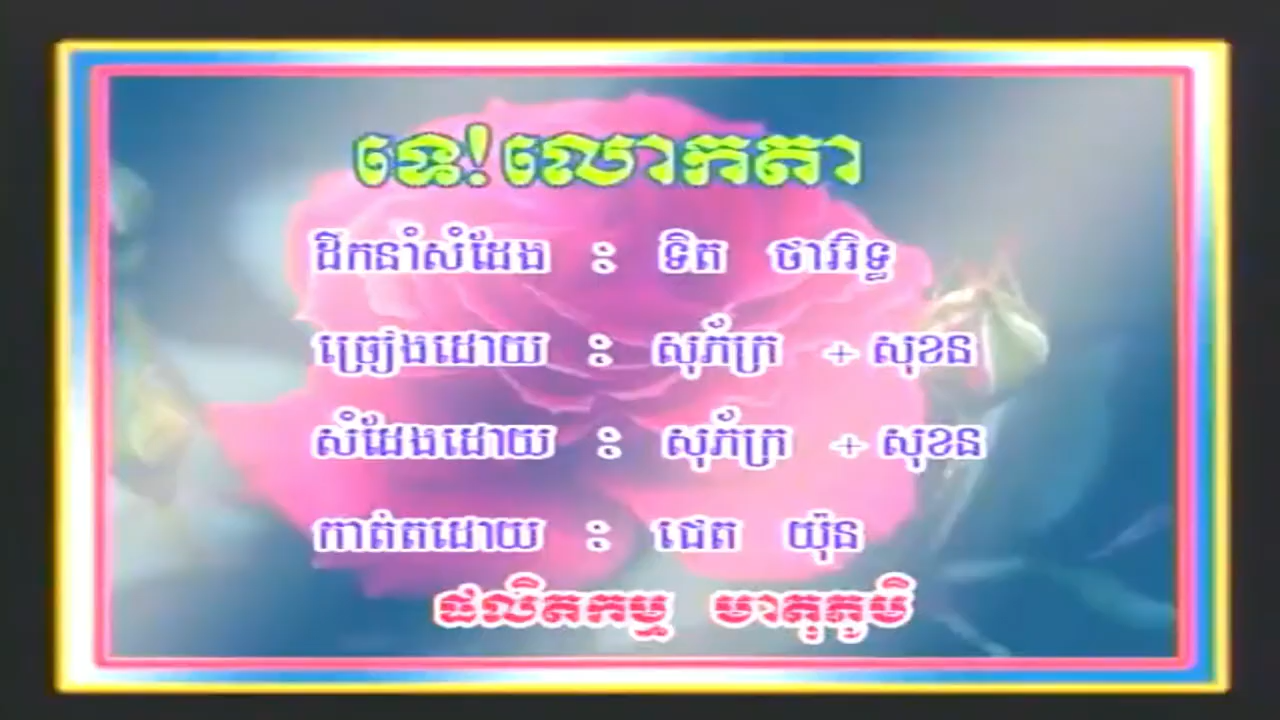 ទេ!លោកតា
ដឹកនាំសំដែង ៖ ទិត ថាវរិទ្ធ
ច្រៀងដោយ ៖ សុភ័ក្រ + សុខន
សំដែងដោយ ៖ សុភ័ក្រ + សុខន
កាត់តដោយ ៖ ជេត យ៉ុន
ផលិតកម្ម មាតុភូមិ